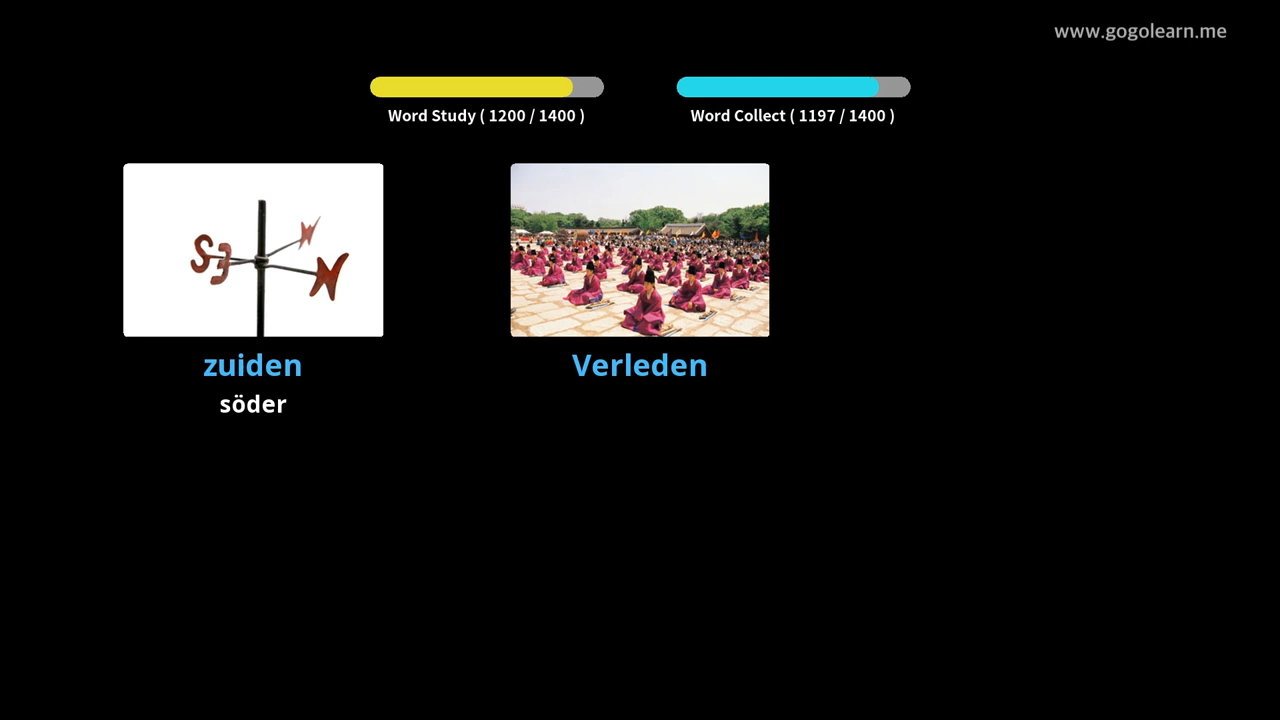 www.gogolearn.me
Word Study ( 1200 / 1400 )
Word Collect ( 1197 / 1400 )
S
E
N
zuiden
söder
Verleden